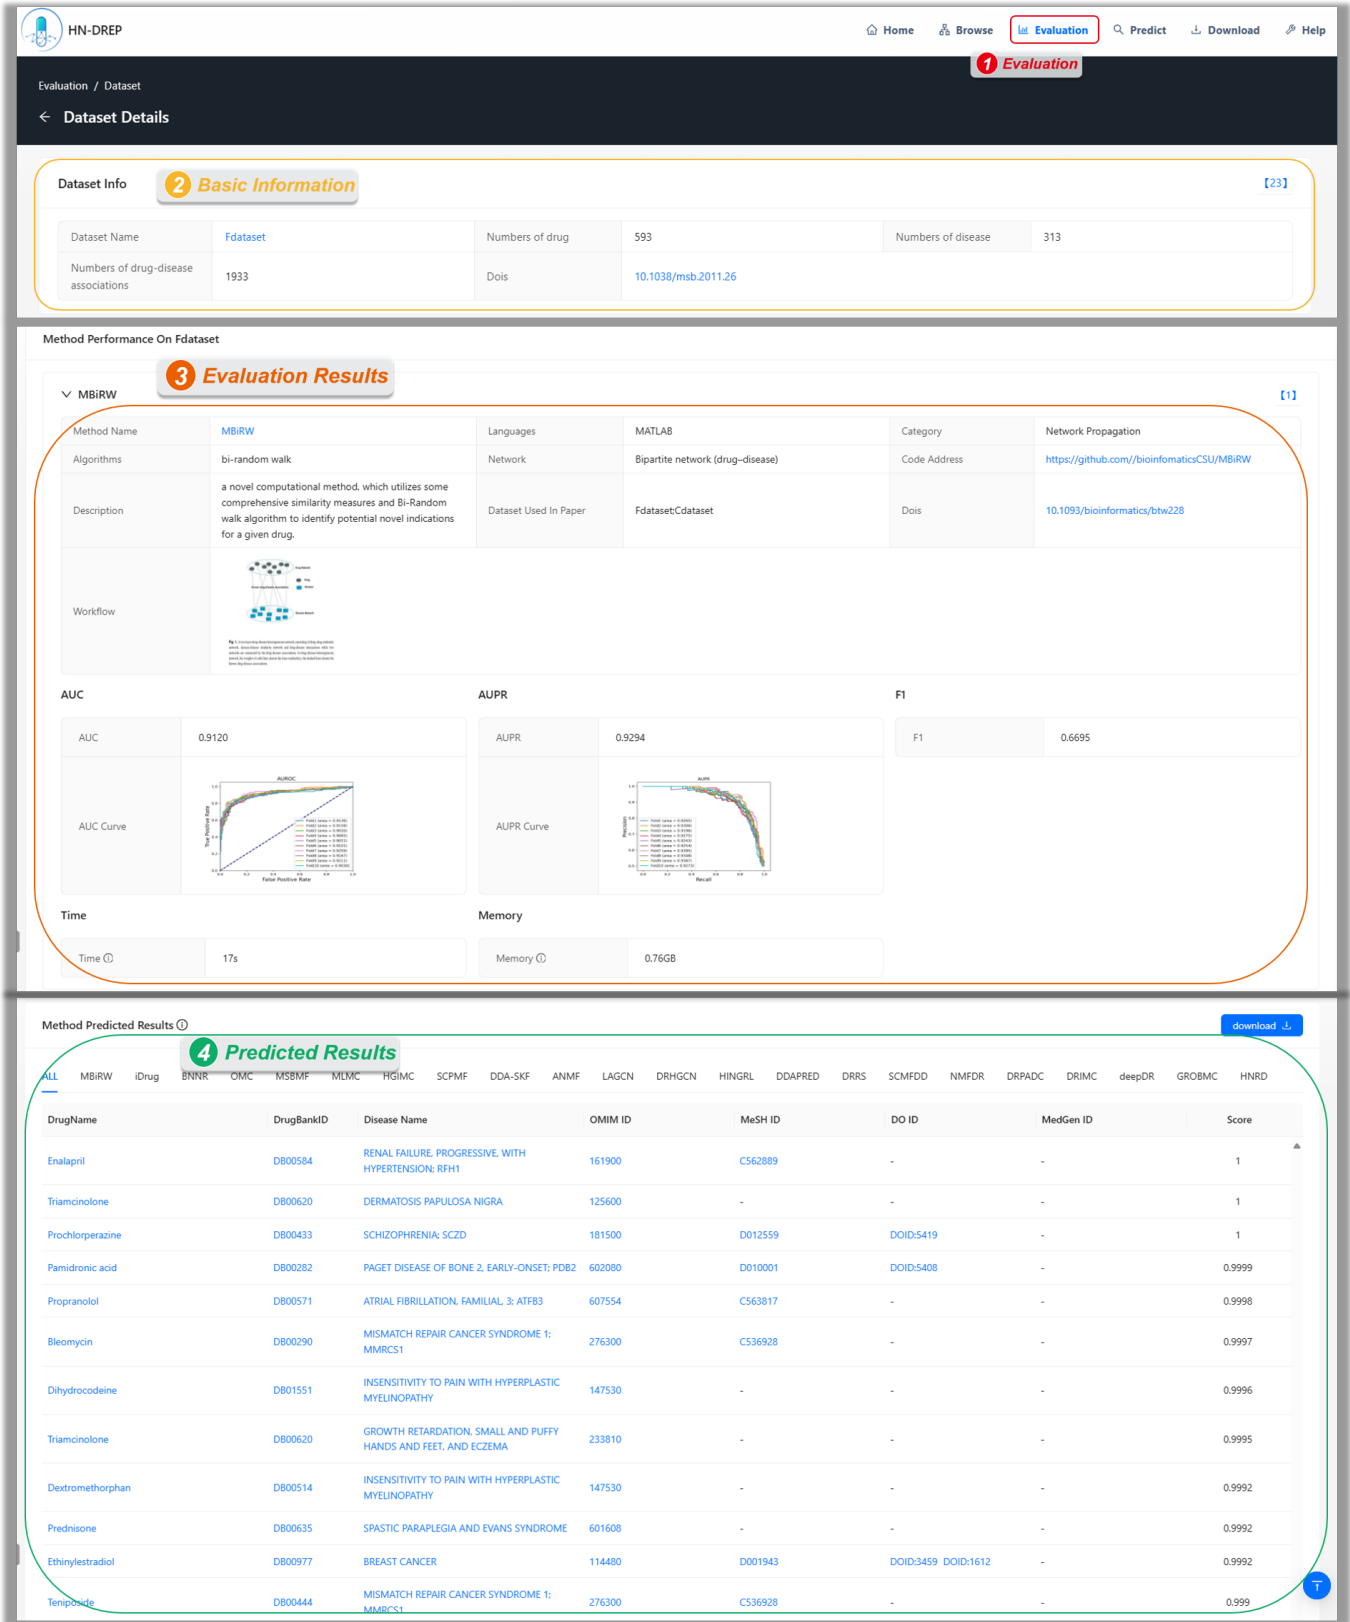 HN-DREP
Home Browse Evaluation Predict Download Help
1 Evaluation
Evaluation / Dataset
← Dataset Details
Dataset Info
2 Basic Information
【23】
Dataset Name Fdataset Numbers of drug 593 Numbers of disease 313
Numbers of drug-disease
associations
1933 Dois 10.1038/msb.2011.26
Method Performance On Fdataset
3 Evaluation Results
MBiRW
【1】
Method Name MBiRW Languages MATLAB Category Network Propagation
Algorithms bi-random walk Network Bipartite network (drug–disease) Code Address https://github.com//bioinfomaticsCSU/MBiRW
Description
a novel computational method, which utilizes some
comprehensive similarity measures and Bi-Random
walk algorithm to identify potential novel indications
for a given drug.
Dataset Used In Paper Fdataset;Cdataset Dois 10.1093/bioinformatics/btw228
Workflow
AUC AUPR F1
AUC 0.9120 AUPR 0.9294 F1 0.6695
AUC Curve
AUROC
True Positive Rate
False Positive Rate
AUPR Curve
AUPR
Precision
Recall
Time Memory
Time 17s Memory 0.76GB
Method Predicted Results
download
4 Predicted Results
ALL MBiRW iDrug BNNR OMC MSBMF MLMC HGIMC SCPMF DDA-SKF ANMF LAGCN DRHGCN HINGRL DDAPRED DRRS SCMFDD NMFDR DRPADC DRIMC deepDR GROBMC HNRD
DrugName DrugBankID Disease Name OMIM ID MeSH ID DO ID MedGen ID Score
Enalapril DB00584 RENAL FAILURE, PROGRESSIVE, WITH
HYPERTENSION; RFH1 161900 C562889 - - 1
Triamcinolone DB00620 DERMATOSIS PAPULOSA NIGRA 125600 - - - 1
Prochlorperazine DB00433 SCHIZOPHRENIA; SCZD 181500 D012559 DOID:5419 - 1
Pamidronic acid DB00282 PAGET DISEASE OF BONE 2, EARLY-ONSET; PDB2 602080 D010001 DOID:5408 - 0.9999
Propranolol DB00571 ATRIAL FIBRILLATION, FAMILIAL, 3; ATFB3 607554 C563817 - - 0.9998
Bleomycin DB00290 MISMATCH REPAIR CANCER SYNDROME 1;
MMRCS1 276300 C536928 - - 0.9997
Dihydrocodeine DB01551 INSENSITIVITY TO PAIN WITH HYPERPLASTIC
MYELINOPATHY 147530 - - - 0.9996
Triamcinolone DB00620 GROWTH RETARDATION, SMALL AND PUFFY
HANDS AND FEET, AND ECZEMA 233810 - - - 0.9995
Dextromethorphan DB00514 INSENSITIVITY TO PAIN WITH HYPERPLASTIC
MYELINOPATHY 147530 - - - 0.9992
Prednisone DB00635 SPASTIC PARAPLEGIA AND EVANS SYNDROME 601608 - - - 0.9992
Ethinylestradiol DB00977 BREAST CANCER 114480 D001943 DOID:3459 DOID:1612 - 0.9992
Teniposide DB00444 MISMATCH REPAIR CANCER SYNDROME 1;
MMRCS1 276300 C536928 - - 0.999